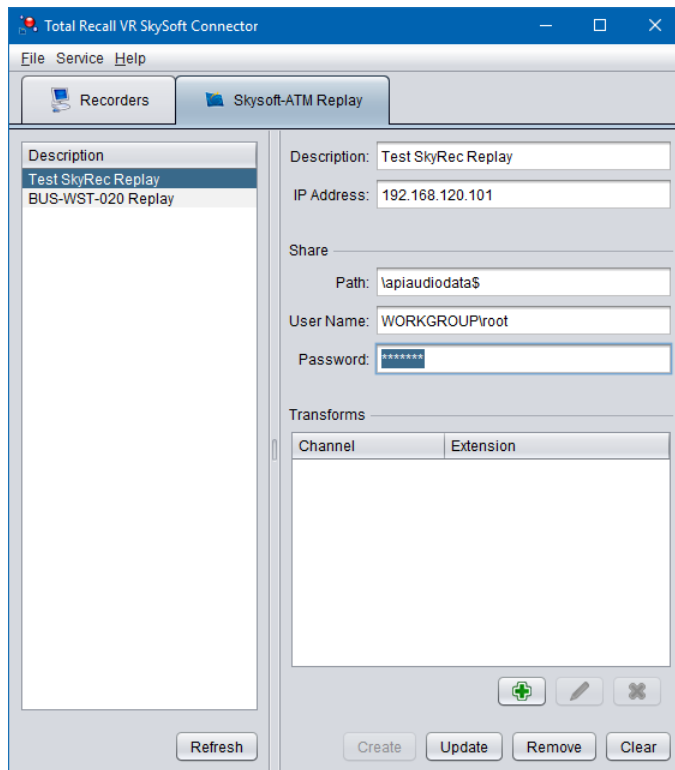 Total Recall VR SkySoft Connector
File Service Help
Recorders
Skysoft-ATM Replay
Description
Test SkyRec Replay
BUS-WST-020 Replay
Refresh
Description: Test SkyRec Replay
IP Address: 192.168.120.101
Share
Path: \apiaudiodata$
User Name: WORKGROUP\root
Password: *******
Transforms
Channel Extension
Create Update Remove Clear